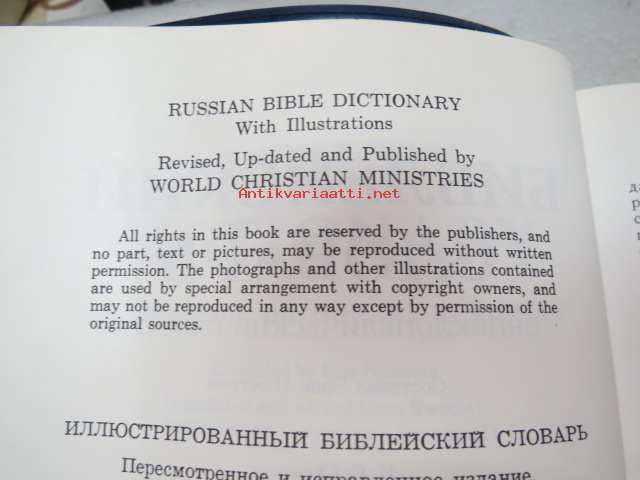 RUSSIAN BIBLE DICTIONARY
With Illustrations
Revised, Up-dated and Published by
WORLD CHRISTIAN MINISTRIES
Antikvariaatti.net
All rights in this book are reserved by the publishers, and
no part, text or pictures, may be reproduced without written
permission. The photographs and other illustrations contained
are used by special arrangement with copyright owners, and
may not be reproduced in any way except by permission of the
original sources.
ИЛЛЮСТРИРОВАННЫЙ БИБЛЕЙСКИЙ СЛОВАРЬ
Пересмотренное и исправленное издание